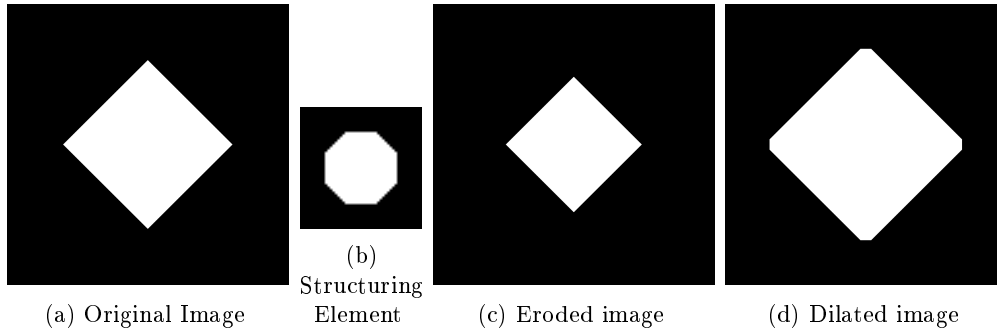 (a) Original Image
(b)
Structuring
Element
(c) Eroded image
(d) Dilated image